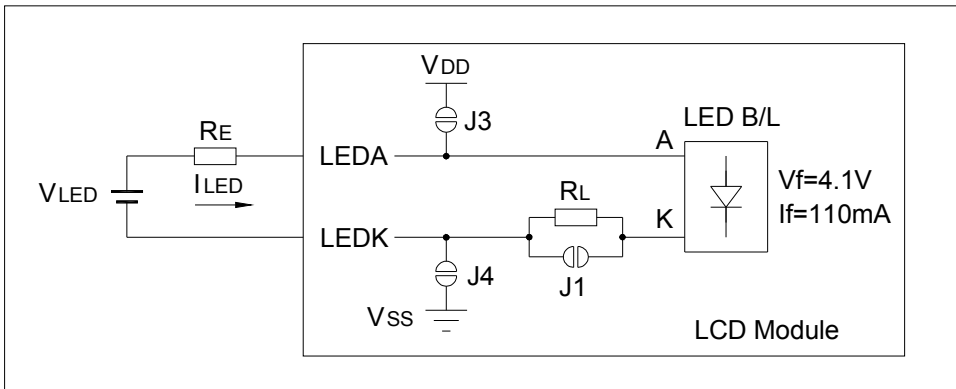 VDD
J3
LED B/L
RE
LEDA
A
ILED
VLED
Vf=4.1V
If=110mA
RL
LEDK
K
J4
J1
VSS
LCD Module